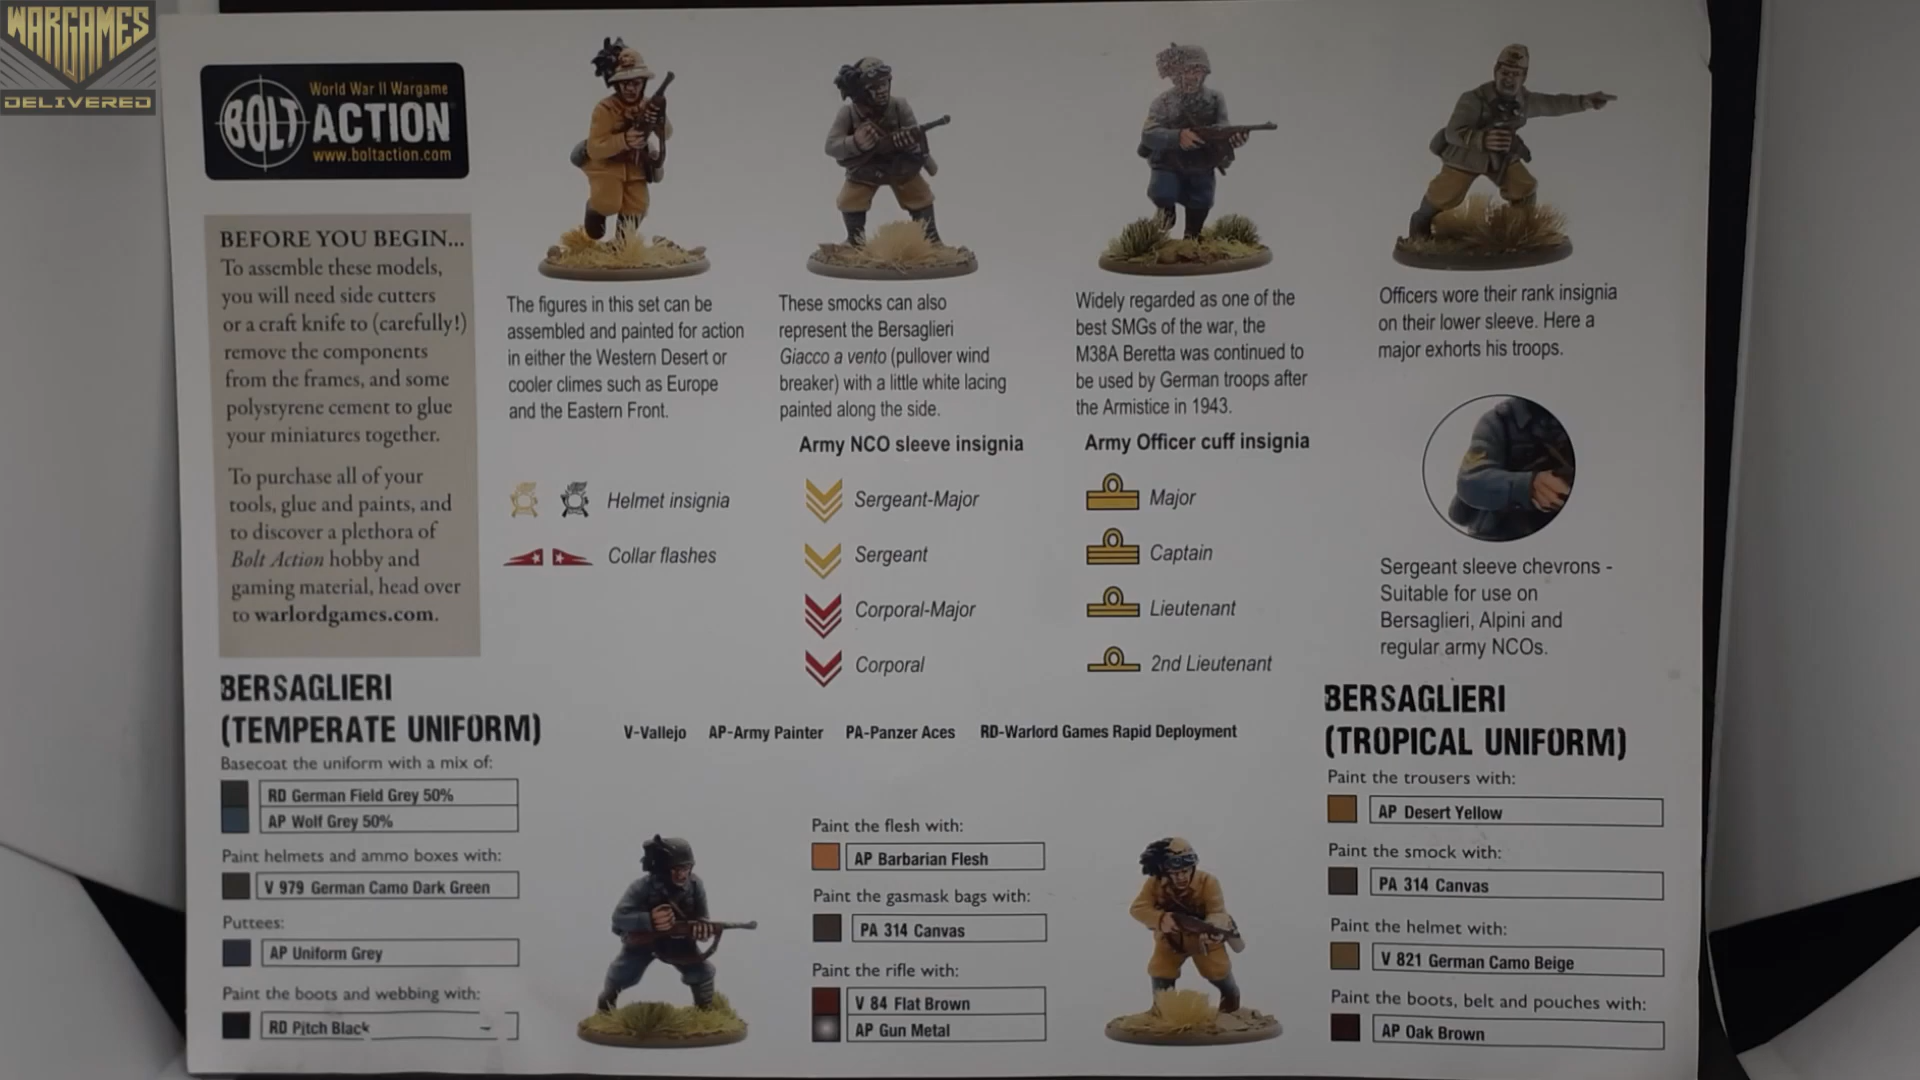 WARGAMES
DELIVERED
World War II Wargame
BOLT ACTION
www.boltaction.com
BEFORE YOU BEGIN...
To assemble these models,
you will need side cutters
or a craft knife to (carefully!)
remove the components
from the frames, and some
polystyrene cement to glue
your miniatures together.
To purchase all of your
tools, glue and paints, and
to discover a plethora of
Bolt Action hobby and
gaming material, head over
to warlordgames.com.
The figures in this set can be
assembled and painted for action
in either the Western Desert or
cooler climes such as Europe
and the Eastern Front.
These smocks can also
represent the Bersaglieri
Giacco a vento (pullover wind
breaker) with a little white lacing
painted along the side.
Widely regarded as one of the
best SMGs of the war, the
M38A Beretta was continued to
be used by German troops after
the Armistice in 1943.
Officers wore their rank insignia
on their lower sleeve. Here a
major exhorts his troops.
Helmet insignia
Collar flashes
Army NCO sleeve insignia
Sergeant-Major
Sergeant
Corporal-Major
Corporal
Army Officer cuff insignia
Major
Captain
Lieutenant
2nd Lieutenant
Sergeant sleeve chevrons -
Suitable for use on
Bersaglieri, Alpini and
regular army NCOs.
V-Vallejo AP-Army Painter PA-Panzer Aces RD-Warlord Games Rapid Deployment
BERSAGLIERI
(TEMPERATE UNIFORM)
Basecoat the uniform with a mix of:
RD German Field Grey 50%
AP Wolf Grey 50%
Paint helmets and ammo boxes with:
V 979 German Camo Dark Green
Puttees:
AP Uniform Grey
Paint the boots and webbing with:
RD Pitch Black
Paint the flesh with:
AP Barbarian Flesh
Paint the gasmask bags with:
PA 314 Canvas
Paint the rifle with:
V 84 Flat Brown
AP Gun Metal
BERSAGLIERI
(TROPICAL UNIFORM)
Paint the trousers with:
AP Desert Yellow
Paint the smock with:
PA 314 Canvas
Paint the helmet with:
V 821 German Camo Beige
Paint the boots, belt and pouches with:
AP Oak Brown